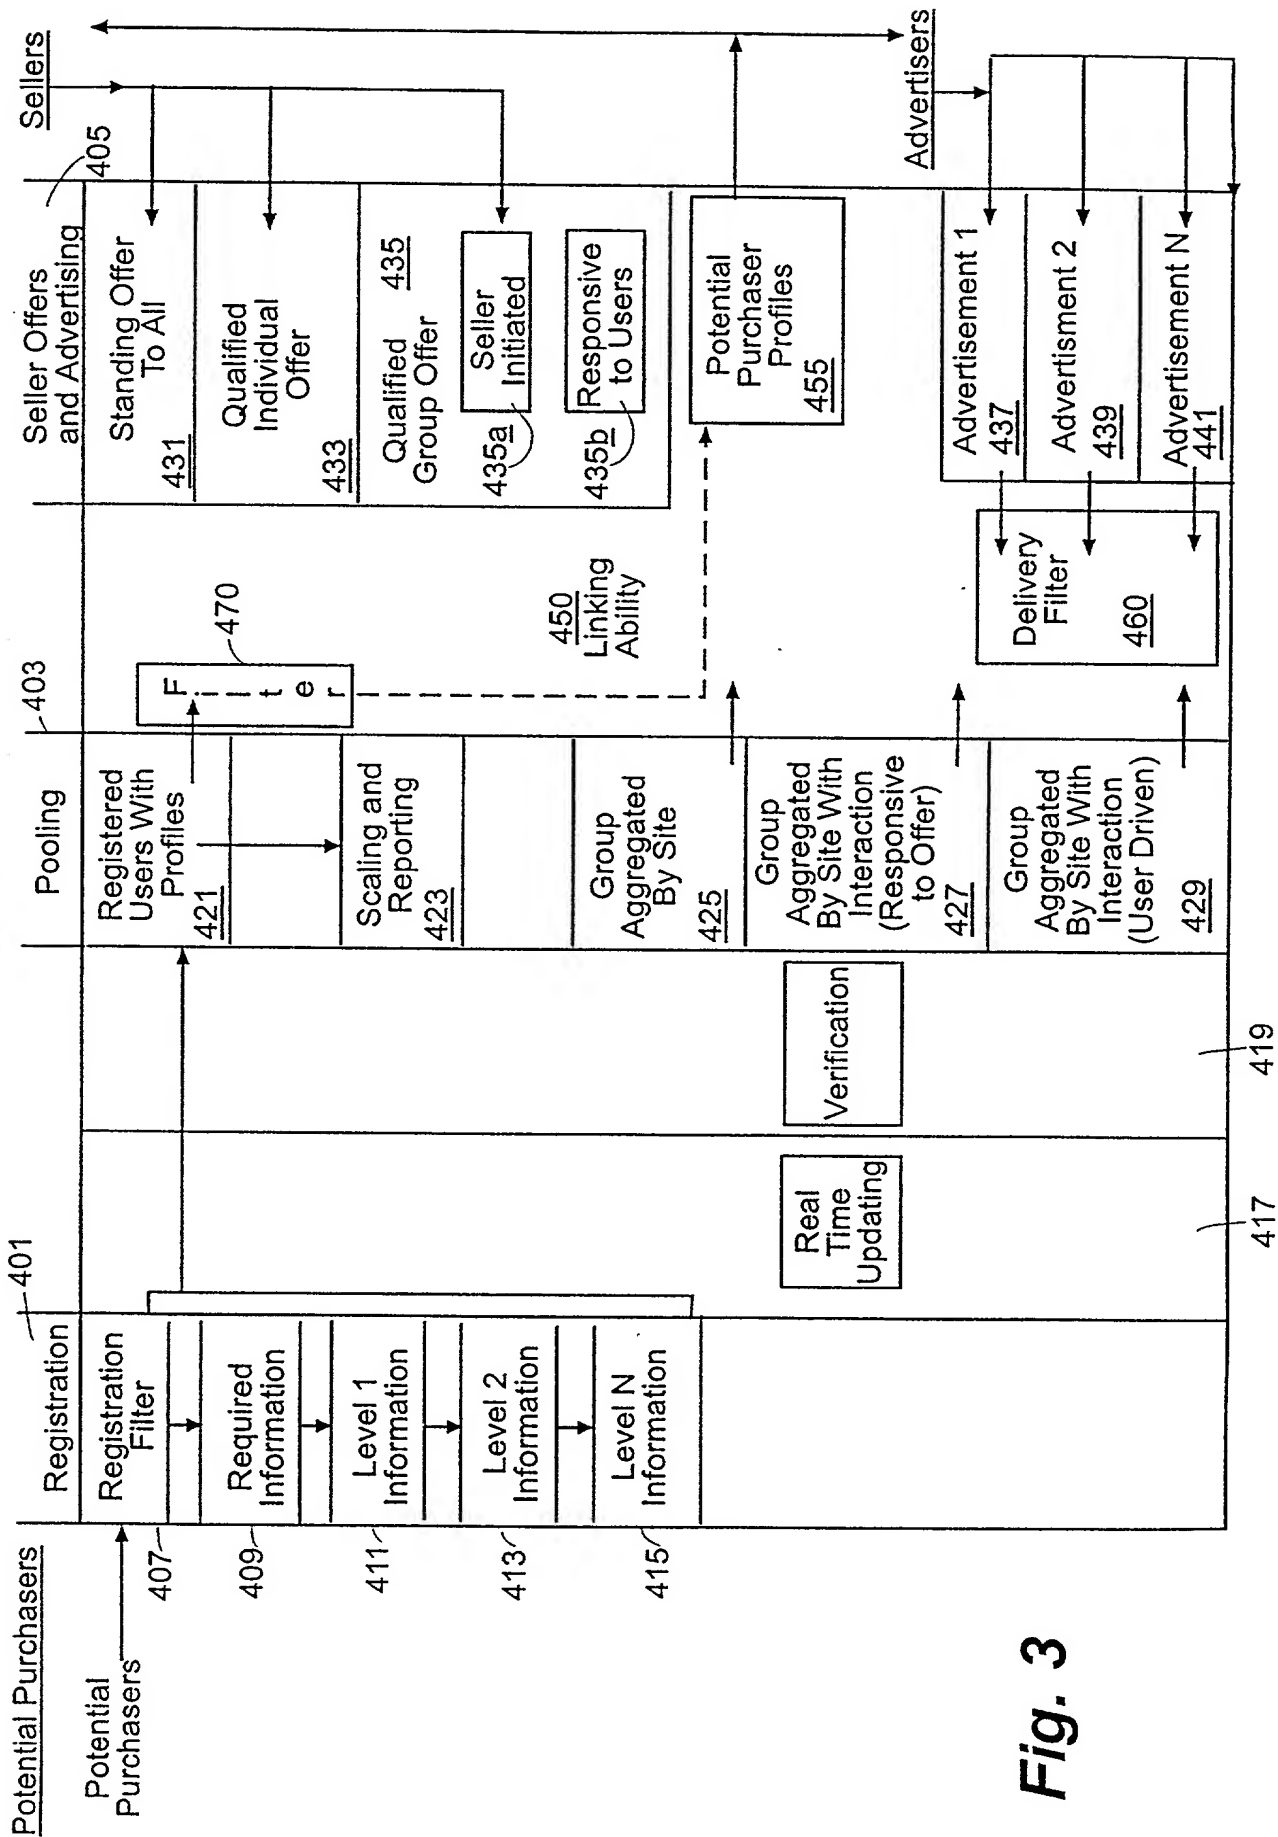 Potential Purchasers
Potential
Purchasers
Registration
401
Registration
Filter
407
Required
Information
409
Level 1
Information
411
Level 2
Information
413
Level N
Information
415
Real
Time
Updating
417
Verification
419
Pooling
403
Registered
Users With
Profiles
421
Scaling and
Reporting
423
Group
Aggregated
By Site
425
Group
Aggregated
By Site With
Interaction
(Responsive
to Offer)
427
Group
Aggregated
By Site With
Interaction
(User Driven)
429
Filter
470
450
Linking
Ability
Delivery
Filter
460
Seller Offers
and Advertising
405
Standing Offer
To All
431
Qualified
Individual
Offer
433
Qualified
Group Offer
435
Seller
Initiated
435a
Responsive
to Users
435b
Potential
Purchaser
Profiles
455
Advertisement 1
437
Advertisment 2
439
Advertisement N
441
Sellers
Advertisers
Fig. 3